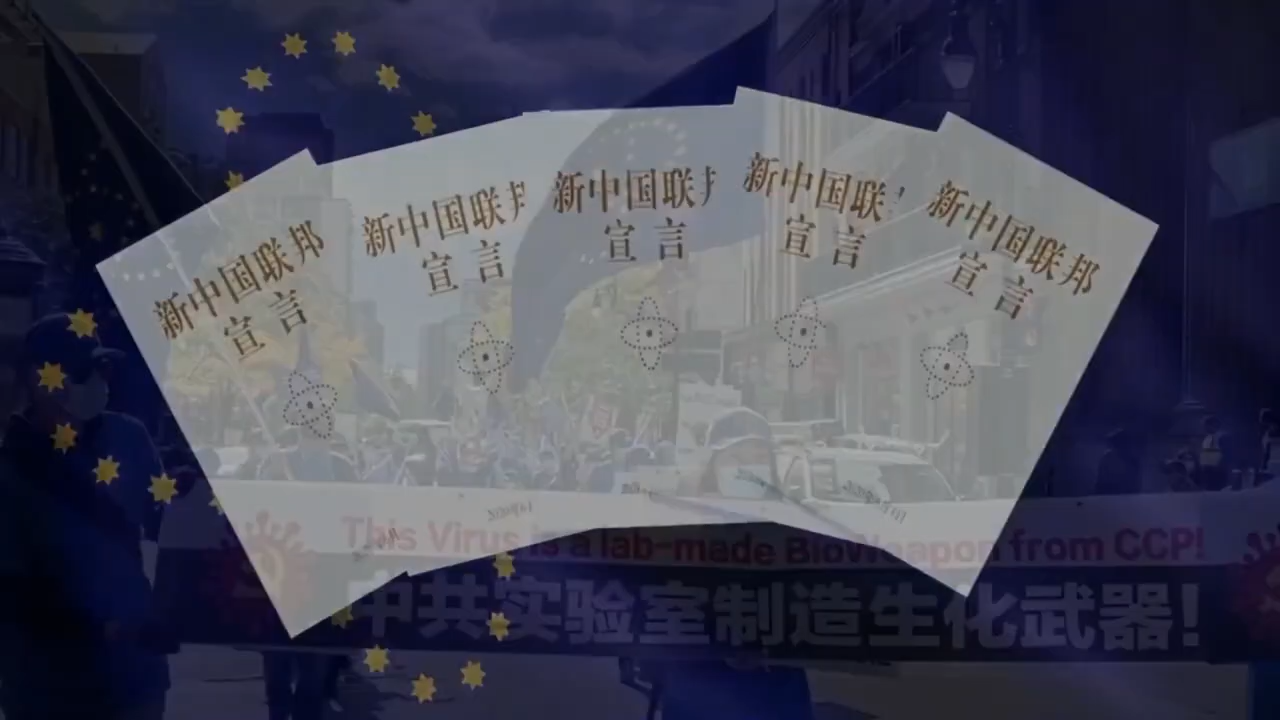 新中国联邦
宣言
新中国联
宣言
新中国联
宣言
新中国联
宣言
新中国联邦
宣言
This Virus is a lab-made BioWeapon from CCP!
中共实验室制造生化武器!